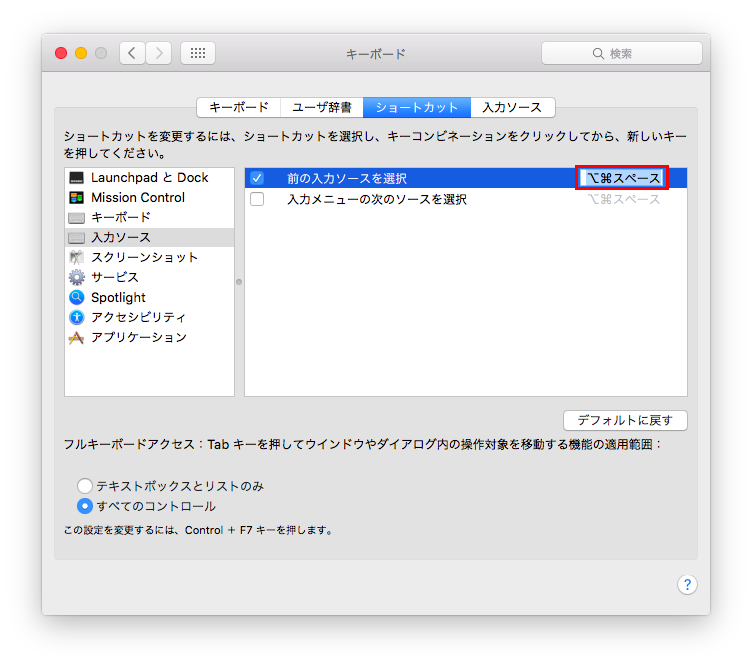 キーボード
検索
キーボード ユーザ辞書 ショートカット 入力ソース
ショートカットを変更するには、ショートカットを選択し、キーコンビネーションをクリックしてから、新しいキー
を押してください。
Launchpad と Dock
Mission Control
キーボード
入力ソース
スクリーンショット
サービス
Spotlight
アクセシビリティ
アプリケーション
前の入力ソースを選択 ⌥⌘スペース
入力メニューの次のソースを選択 ⌥⌘スペース
デフォルトに戻す
フルキーボードアクセス：Tab キーを押してウインドウやダイアログ内の操作対象を移動する機能の適用範囲：
テキストボックスとリストのみ
すべてのコントロール
この設定を変更するには、Control ＋ F7 キーを押します。
?